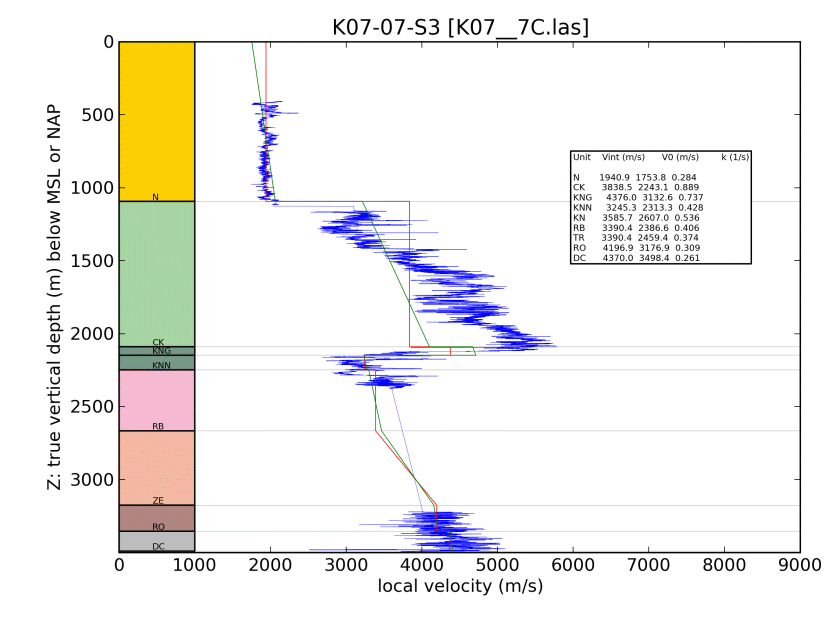 K07-07-S3 [K07__7C.las]
Z: true vertical depth (m) below MSL or NAP
0
500
1000
1500
2000
2500
3000
N
CK
KNG
KNN
RB
ZE
RO
DC
Unit Vint (m/s) V0 (m/s) k (1/s)
N 1940.9 1753.8 0.284
CK 3838.5 2243.1 0.889
KNG 4376.0 3132.6 0.737
KNN 3245.3 2313.3 0.428
KN 3585.7 2607.0 0.536
RB 3390.4 2386.6 0.406
TR 3390.4 2459.4 0.374
RO 4196.9 3176.9 0.309
DC 4370.0 3498.4 0.261
0 1000 2000 3000 4000 5000 6000 7000 8000 9000
local velocity (m/s)